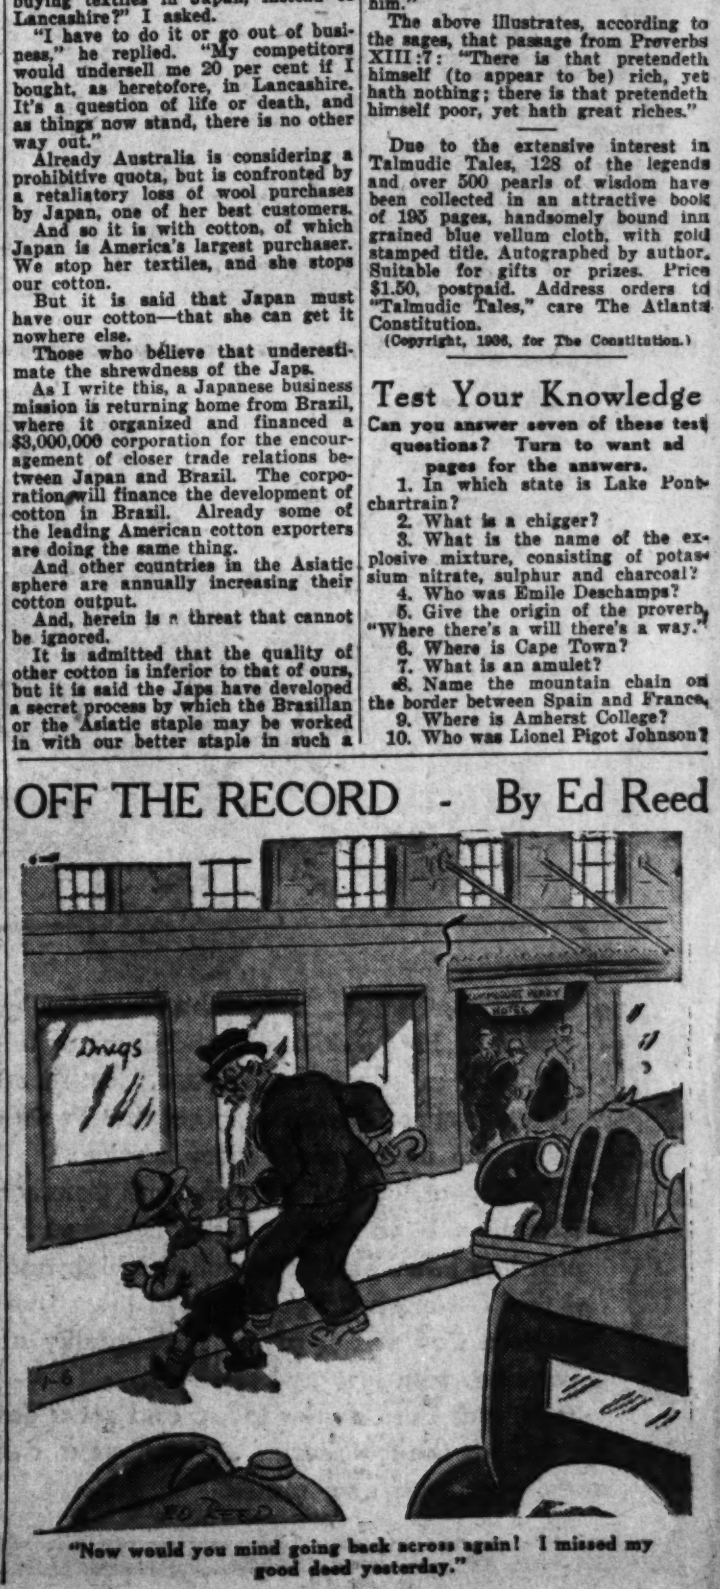 buying textiles in Japan, instead of
Lancashire?" I asked.
"I have to do it or go out of busi-
ness," he replied. "My competitors
would undersell me 20 per cent if I
bought, as heretofore, in Lancashire.
It's a question of life or death, and
as things now stand, there is no other
way out."
Already Australia is considering a
prohibitive quota, but is confronted by
a retaliatory loss of wool purchases
by Japan, one of her best customers.
And so it is with cotton, of which
Japan is America's largest purchaser.
We stop her textiles, and she stops
our cotton.
But it is said that Japan must
have our cotton—that she can get it
nowhere else.
Those who believe that underesti-
mate the shrewdness of the Japs.
As I write this, a Japanese business
mission is returning home from Brazil,
where it organized and financed a
$3,000,000 corporation for the encour-
agement of closer trade relations be-
tween Japan and Brazil. The corpo-
ration will finance the development of
cotton in Brazil. Already some of
the leading American cotton exporters
are doing the same thing.
And other countries in the Asiatic
sphere are annually increasing their
cotton output.
And, herein is a threat that cannot
be ignored.
It is admitted that the quality of
other cotton is inferior to that of ours,
but it is said the Japs have developed
a secret process by which the Brasilian
or the Asiatic staple may be worked
in with our better staple in such a
him."
The above illustrates, according to
the sages, that passage from Proverbs
XIII:7: "There is that pretendeth
himself (to appear to be) rich, yet
hath nothing; there is that pretendeth
himself poor, yet hath great riches."
Due to the extensive interest in
Talmudic Tales, 128 of the legends
and over 500 pearls of wisdom have
been collected in an attractive book
of 195 pages, handsomely bound inn
grained blue vellum cloth, with gold
stamped title. Autographed by author.
Suitable for gifts or prizes. Price
$1.50, postpaid. Address orders to
"Talmudic Tales," care The Atlanta
Constitution.
(Copyright, 1936, for The Constitution.)
Test Your Knowledge
Can you answer seven of these test
questions? Turn to want ad
pages for the answers.
1. In which state is Lake Pont-
chartrain?
2. What is a chigger?
3. What is the name of the ex-
plosive mixture, consisting of potas-
sium nitrate, sulphur and charcoal?
4. Who was Emile Deschamps?
5. Give the origin of the proverb,
"Where there's a will there's a way."
6. Where is Cape Town?
7. What is an amulet?
8. Name the mountain chain on
the border between Spain and France.
9. Where is Amherst College?
10. Who was Lionel Pigot Johnson?
OFF THE RECORD - By Ed Reed
Drugs
HOTEL
1-6
ED REED
"Now would you mind going back across again! I missed my
good deed yesterday."